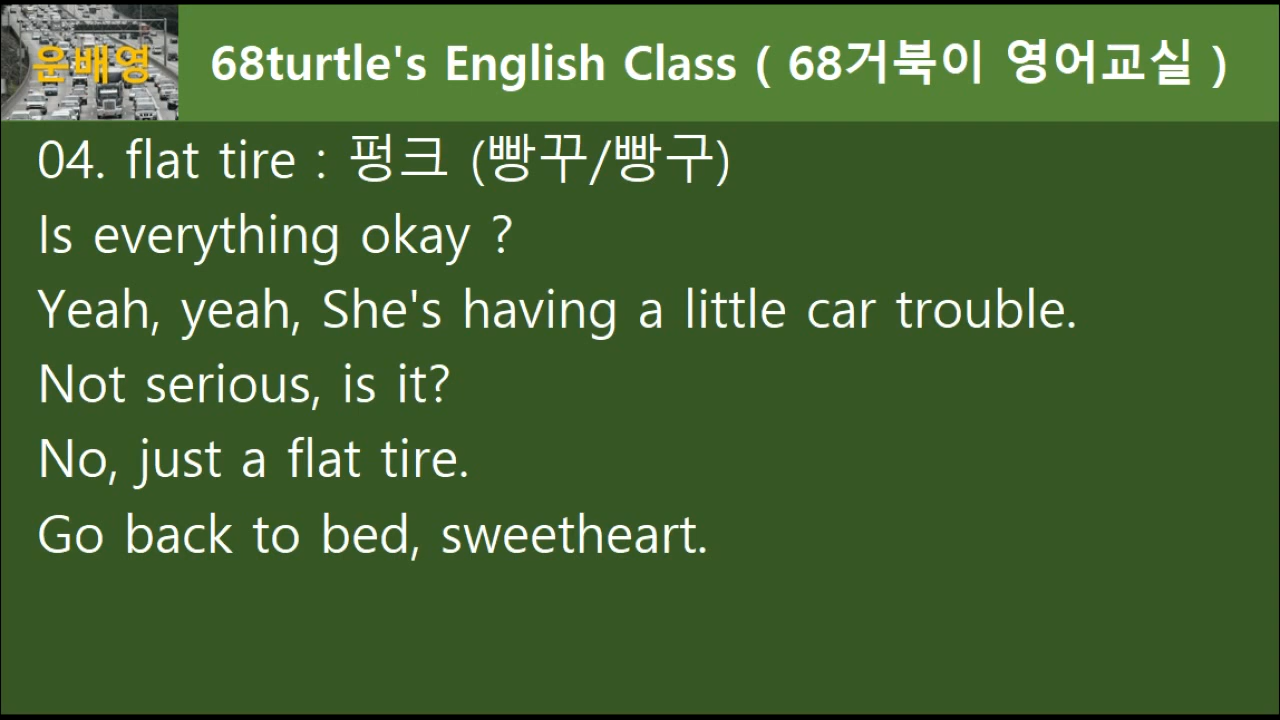 운배영
68turtle's English Class ( 68거북이 영어교실 )
04. flat tire : 펑크 (빵꾸/빵구)
Is everything okay ?
Yeah, yeah, She's having a little car trouble.
Not serious, is it?
No, just a flat tire.
Go back to bed, sweetheart.